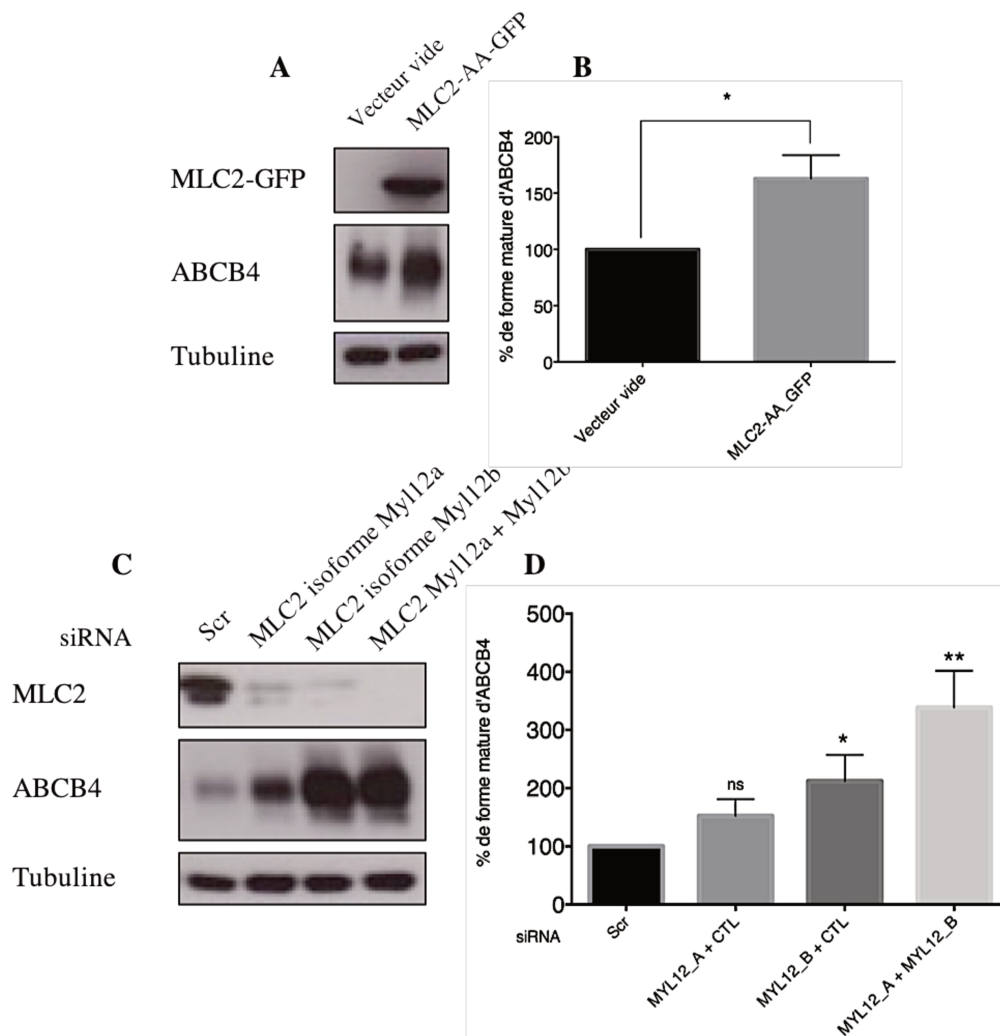 A
Vecteur vide
MLC2-AA-GFP
MLC2-GFP
ABCB4
Tubuline
B
*
% de forme mature d'ABCB4
200
150
100
50
0
Vecteur vide
MLC2-AA_GFP
C
siRNA
Scr
MLC2 isoforme Myl12a
MLC2 isoforme Myl12b
MLC2 Myl12a + Myl12b
MLC2
ABCB4
Tubuline
D
% de forme mature d'ABCB4
500
400
300
200
100
0
ns
*
**
siRNA
Scr
MYL12_A + CTL
MYL12_B + CTL
MYL12_A + MYL12_B